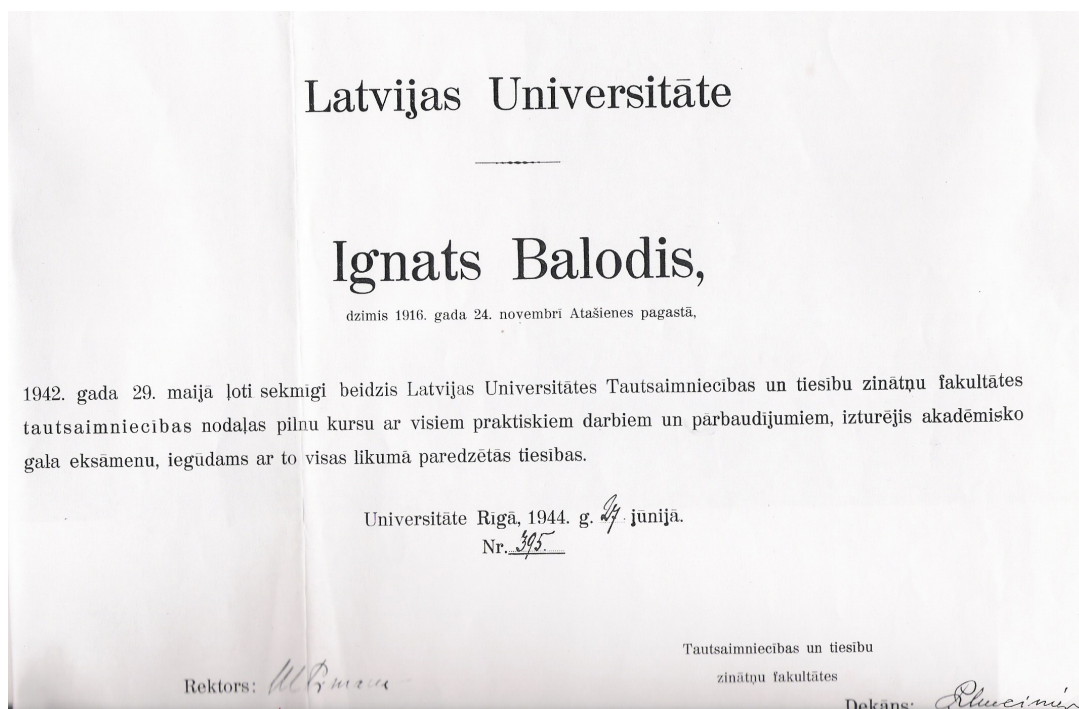 Latvijas Universitāte
Ignats Balodis,
dzimis 1916. gada 24. novembrī Atašienes pagastā,
1942. gada 29. maijā ļoti sekmīgi beidzis Latvijas Universitātes Tautsaimniecības un tiesību zinātņu fakultātes
tautsaimniecības nodaļas pilnu kursu ar visiem praktiskiem darbiem un pārbaudījumiem, izturējis akadēmisko
gala eksāmenu, iegūdams ar to visas likumā paredzētās tiesības.
Universitāte Rīgā, 1944. g. 27. jūnijā.
Nr. 395.
Tautsaimniecības un tiesību
zinātņu fakultātes
Rektors:
Dekāns: